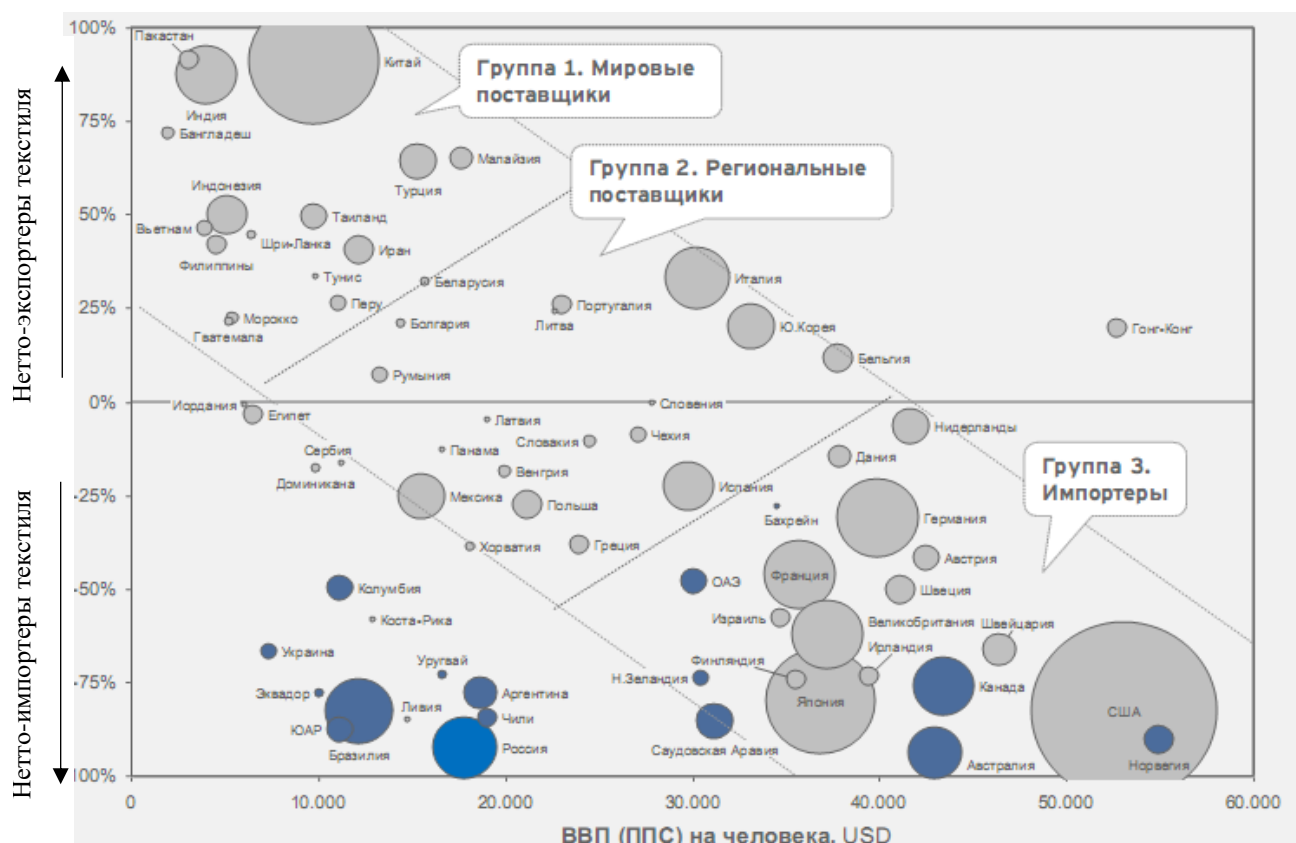 100%
Пакастан
Китай
Группа 1. Мировые
поставщики
Индия
75%
Бангладеш
Малайзия
Турция
Группа 2. Региональные
поставщики
Индонезия
50%
Вьетнам
Таиланд
Шри-Ланка
Иран
Филиппины
Тунис
Беларусия
Италия
25%
Перу
Португалия
Морокко
Гватемала
Болгария
Литва
Ю.Корея
Гонг-Конг
Бельгия
Румыния
0%
Иордания
Египет
Словения
Латвия
Нидерланды
Сербия
Панама
Словакия
Чехия
Дания
Группа 3.
Импортеры
Доминикана
Венгрия
-25%
Мексика
Польша
Испания
Бахрейн
Германия
Хорватия
Греция
Австрия
-50%
Колумбия
ОАЭ
Франция
Швеция
Коста-Рика
Израиль
Великобритания
Швейцария
Украина
Уругвай
Финляндия
Ирландия
-75%
Эквадор
Аргентина
Н.Зеландия
Япония
Канада
Ливия
Чили
США
ЮАР
Бразилия
Россия
Саудовская Аравия
Австралия
Норвегия
100%
0
10.000
20.000
30.000
40.000
50.000
60.000
ВВП (ППС) на человека, USD
Нетто-экспортеры текстиля
Нетто-импортеры текстиля